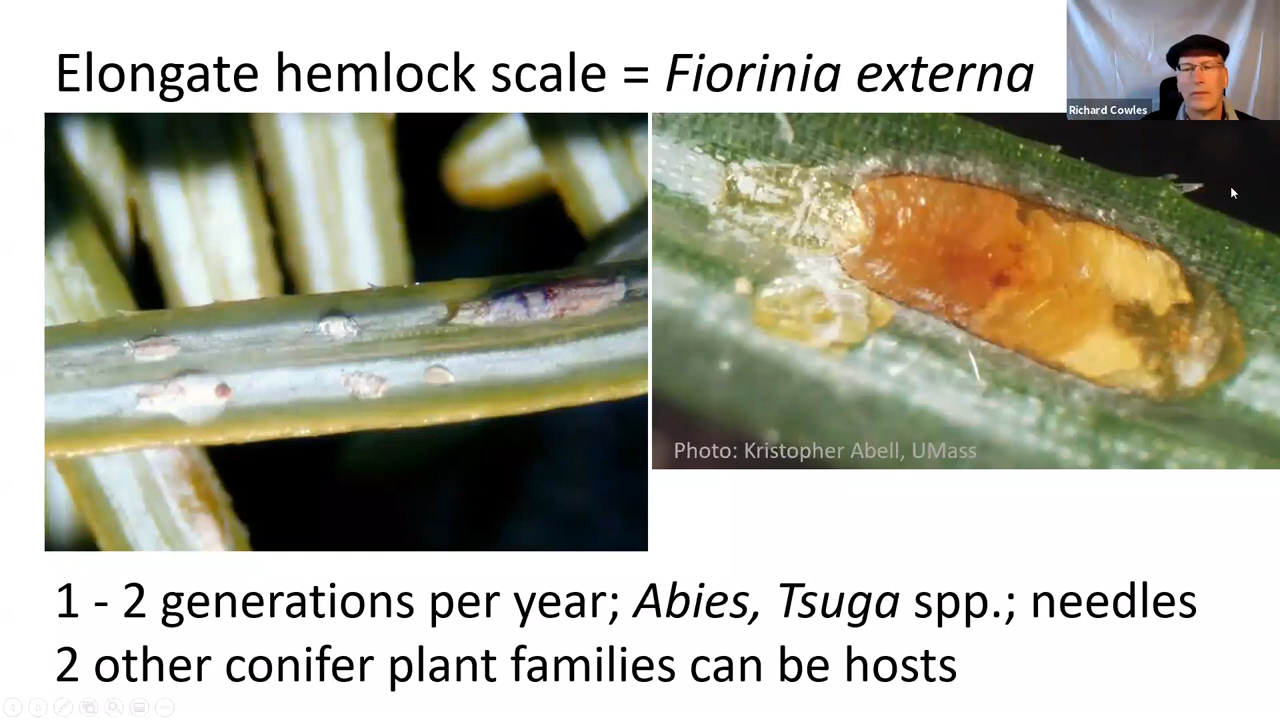 Elongate hemlock scale = Fiorinia externa
Richard Cowles
Photo: Kristopher Abell, UMass
1 - 2 generations per year; Abies, Tsuga spp.; needles
2 other conifer plant families can be hosts